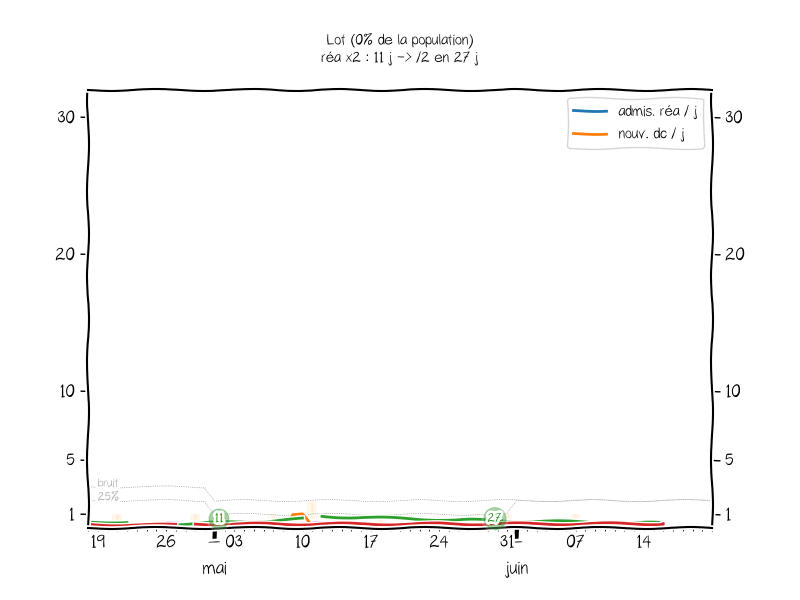 Lot (0% de la population)
réa x2 : 11 j -> /2 en 27 j
admis. réa / j
nouv. dc / j
30
30
20
20
10
10
5
5
bruit
25%
1
1
11
27
19 26 03 10 17 24 31 07 14
mai juin